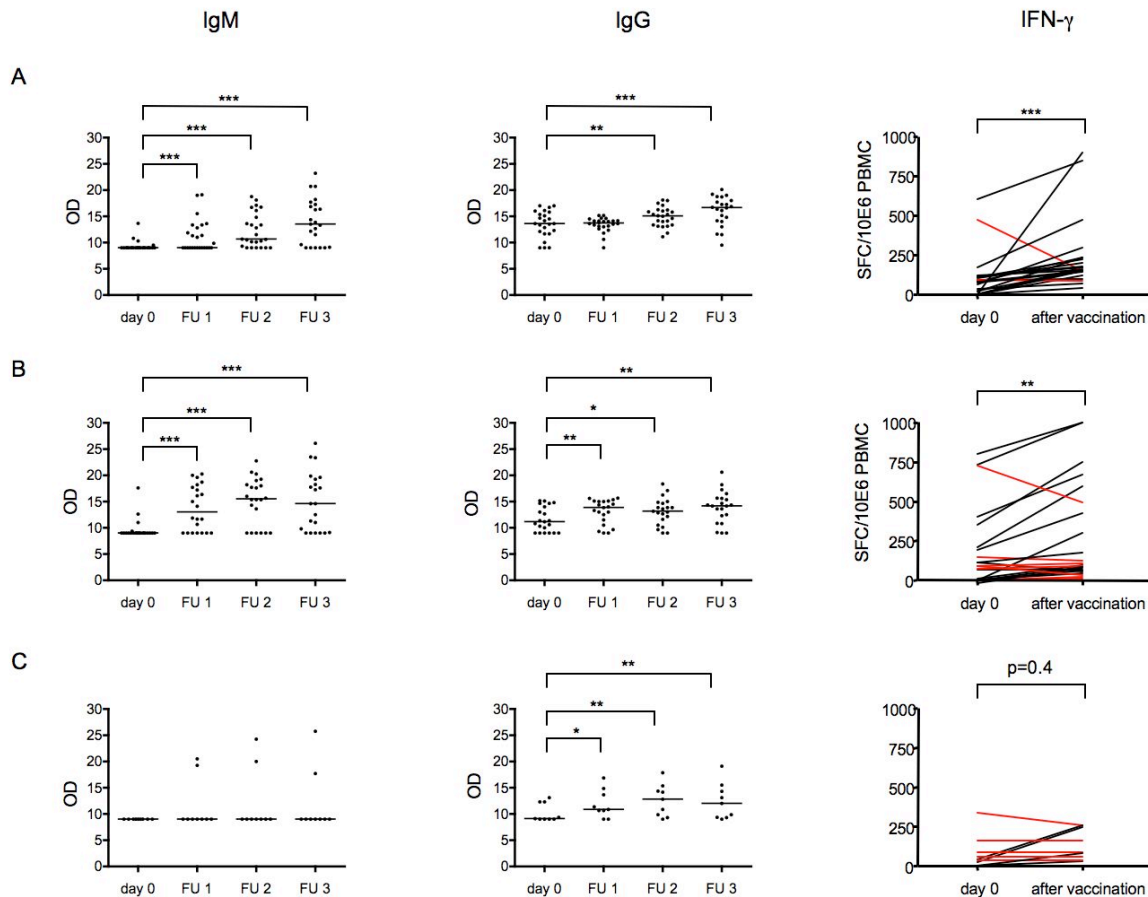 IgM IgG IFN-γ
A
*** *** ***
*** ** 
30 30 1000
*** 
25 25
20 20 750
OD 15 OD 15 SFC/10E6 PBMC 500
10 10 250
5 5
0 0 0
day 0 FU 1 FU 2 FU 3 day 0 FU 1 FU 2 FU 3 day 0 after vaccination
B
*** ** **
*** *
30 30 1000
*** **
25 25
20 20 750
OD 15 OD 15 SFC/10E6 PBMC 500
10 10 250
5 5
0 0 0
day 0 FU 1 FU 2 FU 3 day 0 FU 1 FU 2 FU 3 day 0 after vaccination
C
** p=0.4
**
30 30 1000
*
25 25
20 20 750
OD 15 OD 15 SFC/10E6 PBMC 500
10 10 250
5 5
0 0 0
day 0 FU 1 FU 2 FU 3 day 0 FU 1 FU 2 FU 3 day 0 after vaccination